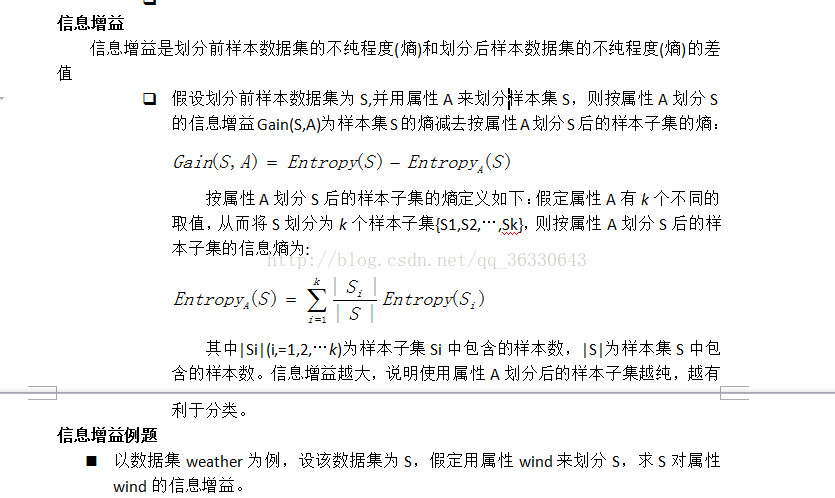 信息增益
信息增益是划分前样本数据集的不纯程度(熵)和划分后样本数据集的不纯程度(熵)的差
值
❑ 假设划分前样本数据集为 S,并用属性 A 来划分样本集 S，则按属性 A 划分 S
的信息增益 Gain(S,A)为样本集 S 的熵减去按属性 A 划分 S 后的样本子集的熵：
Gain(S,A) = Entropy(S) − Entropy_A(S)
按属性 A 划分 S 后的样本子集的熵定义如下：假定属性 A 有 k 个不同的
取值，从而将 S 划分为 k 个样本子集{S1,S2,…,Sk}，则按属性 A 划分 S 后的样
本子集的信息熵为:
http://blog.csdn.net/qq_36330643
Entropy_A(S) = ∑_{i=1}^{k} |S_i| / |S| Entropy(S_i)
其中|Si|(i,=1,2,…k)为样本子集 Si 中包含的样本数，|S|为样本集 S 中包
含的样本数。信息增益越大，说明使用属性 A 划分后的样本子集越纯，越有
利于分类。
信息增益例题
■ 以数据集 weather 为例，设该数据集为 S，假定用属性 wind 来划分 S，求 S 对属性
wind 的信息增益。